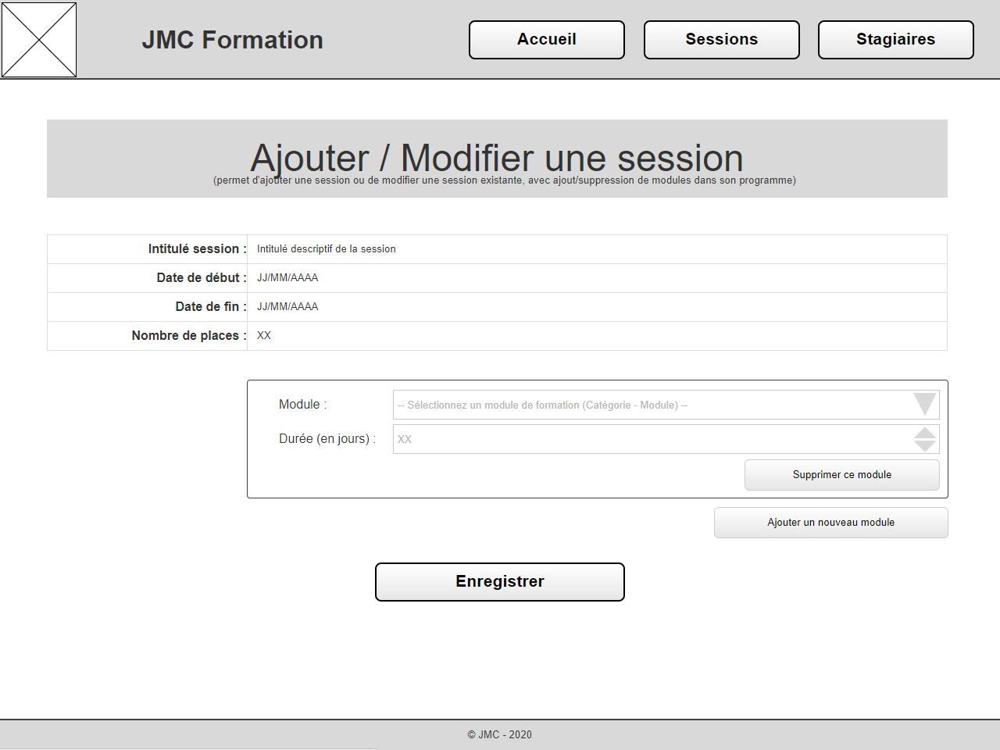 JMC Formation
Accueil
Sessions
Stagiaires
Ajouter / Modifier une session
(permet d'ajouter une session ou de modifier une session existante, avec ajout/suppression de modules dans son programme)
Intitulé session : Intitulé descriptif de la session
Date de début : JJ/MM/AAAA
Date de fin : JJ/MM/AAAA
Nombre de places : XX
Module : -- Sélectionnez un module de formation (Catégorie - Module) --
Durée (en jours) : XX
Supprimer ce module
Ajouter un nouveau module
Enregistrer
© JMC - 2020